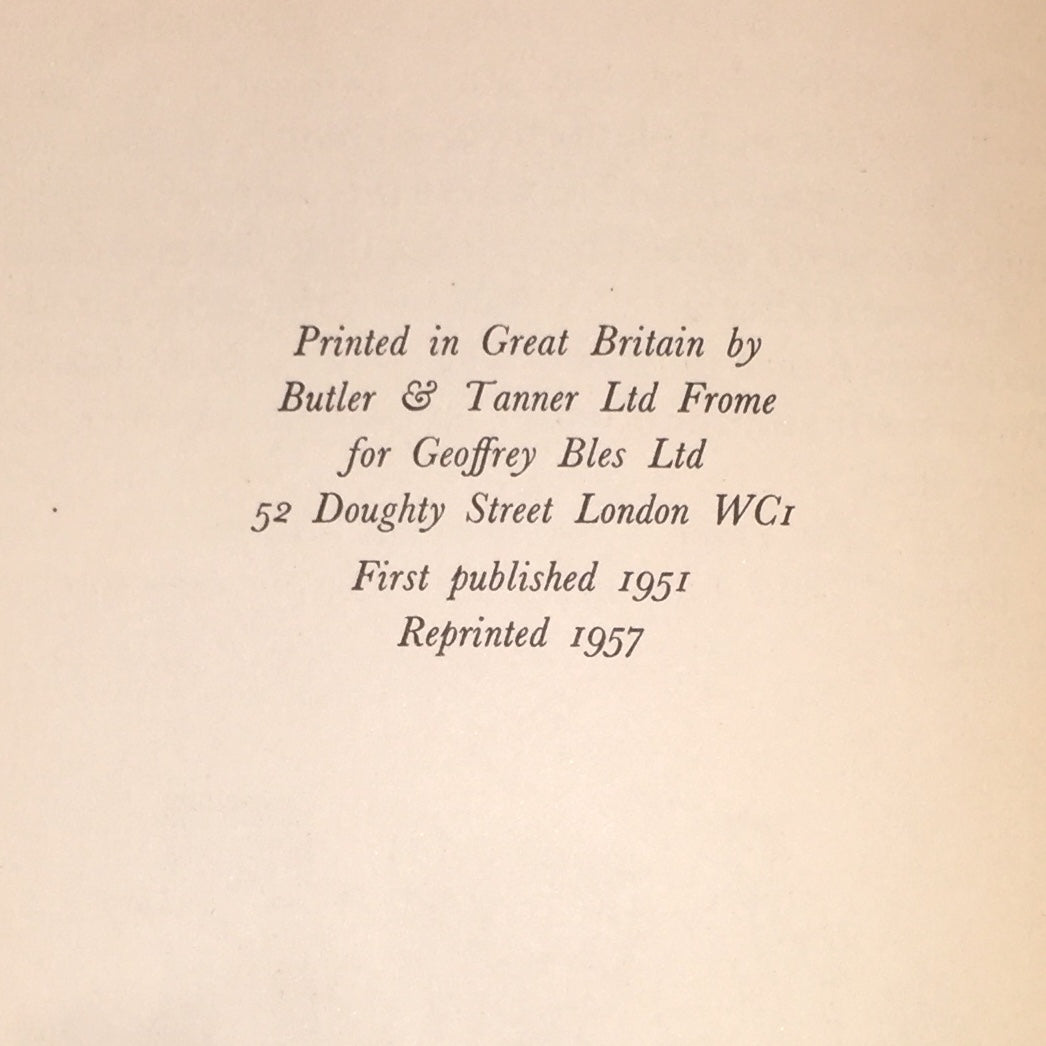 Printed in Great Britain by
Butler & Tanner Ltd Frome
for Geoffrey Bles Ltd
52 Doughty Street London WC1
First published 1951
Reprinted 1957